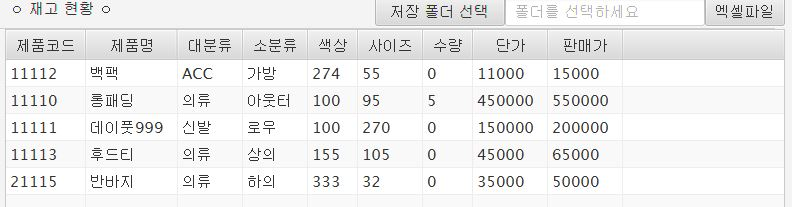 ○ 재고 현황 ○ 저장 폴더 선택 폴더를 선택하세요 엑셀파일
제품코드 제품명 대분류 소분류 색상 사이즈 수량 단가 판매가
11112 백팩 ACC 가방 274 55 0 11000 15000
11110 롱패딩 의류 아웃터 100 95 5 450000 550000
11111 데이풋999 신발 로우 100 270 0 150000 200000
11113 후드티 의류 상의 155 105 0 45000 65000
21115 반바지 의류 하의 333 32 0 35000 50000